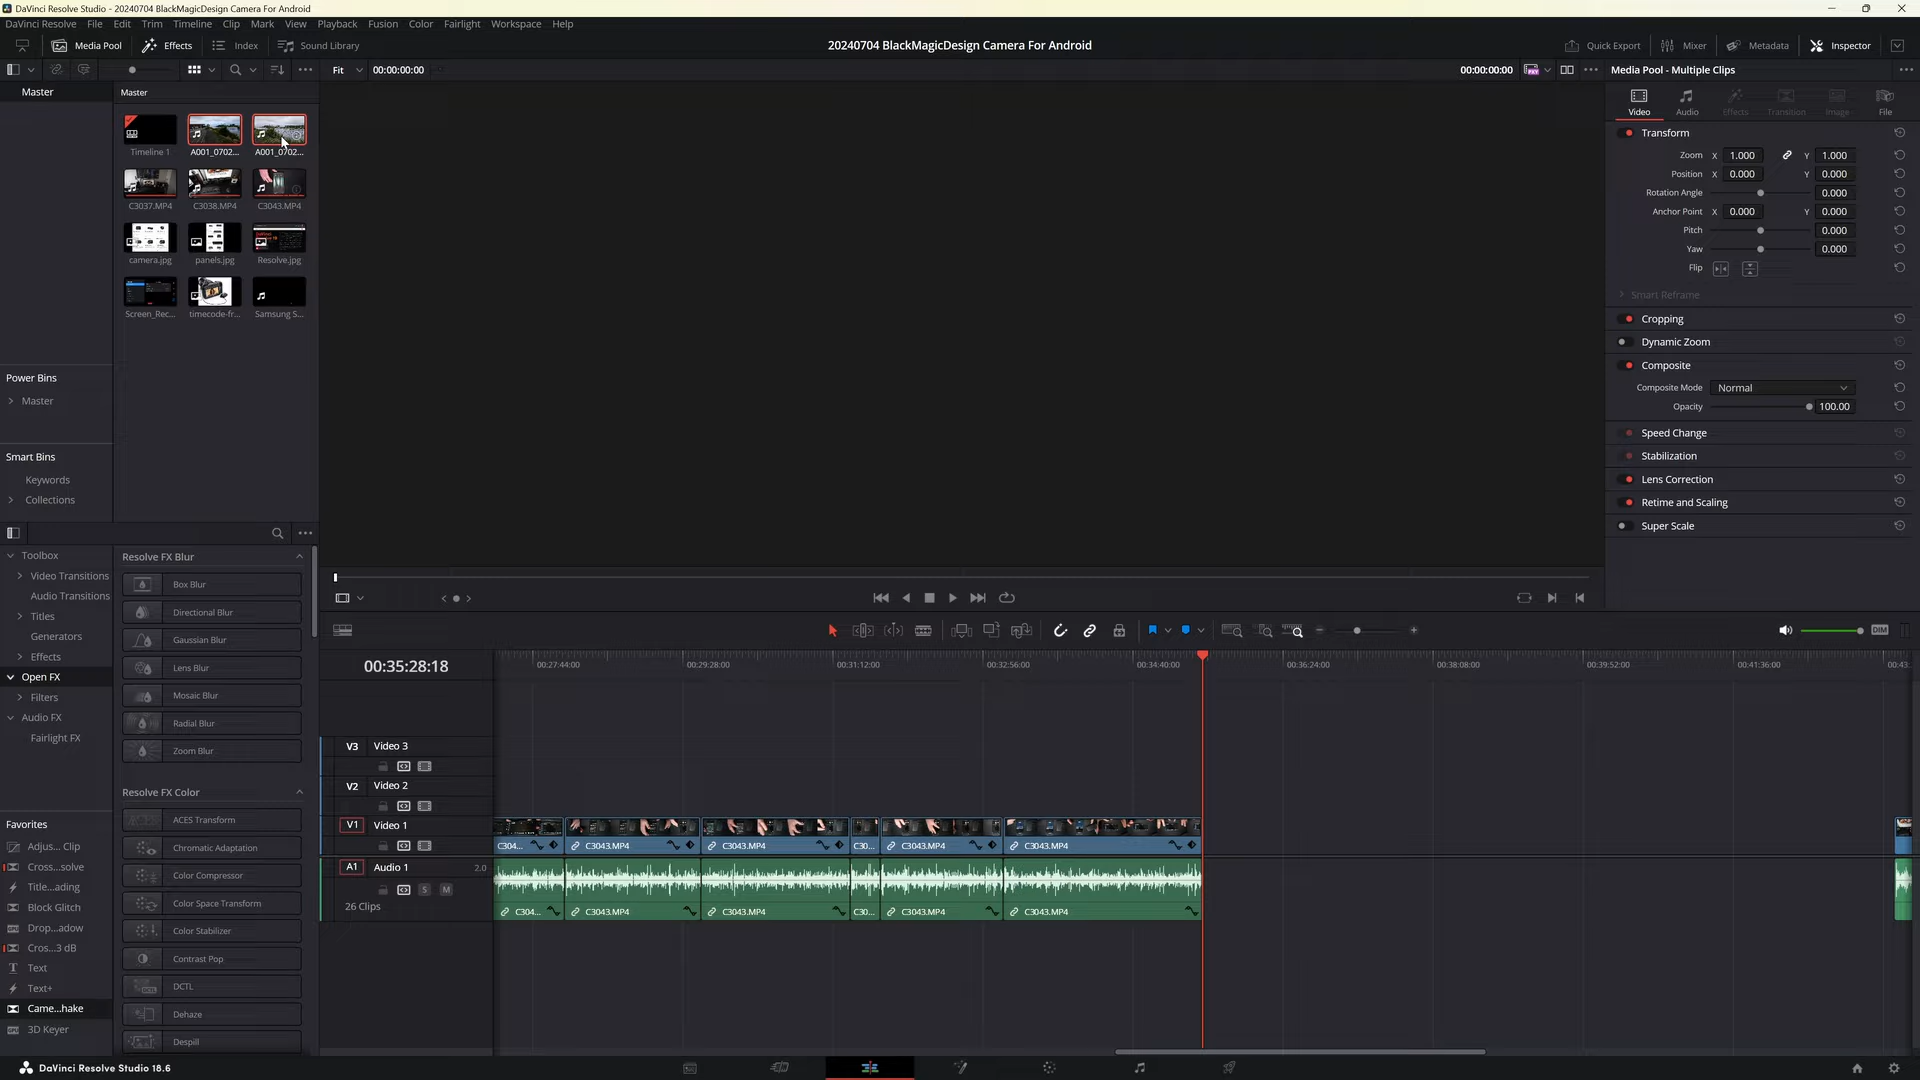 DaVinci Resolve Studio - 20240704 BlackMagicDesign Camera For Android
DaVinci Resolve File Edit Trim Timeline Clip Mark View Playback Fusion Color Fairlight Workspace Help
Media Pool Effects Index Sound Library
20240704 BlackMagicDesign Camera For Android
Quick Export Mixer Metadata Inspector
Fit 00:00:00:00
00:00:00:00
Media Pool - Multiple Clips
Master
Master
Timeline 1 A001_0702... A001_0702...
C3037.MP4 C3038.MP4 C3043.MP4
camera.jpg panels.jpg Resolve.jpg
Screen_Rec... timecode-fr... Samsung S...
Power Bins
Master
Smart Bins
Keywords
Collections
Video Audio Effects Transition Image File
Transform
Zoom X 1.000 Y 1.000
Position X 0.000 Y 0.000
Rotation Angle 0.000
Anchor Point X 0.000 Y 0.000
Pitch 0.000
Yaw 0.000
Flip
Smart Reframe
Cropping
Dynamic Zoom
Composite
Composite Mode Normal
Opacity 100.00
Speed Change
Stabilization
Lens Correction
Retime and Scaling
Super Scale
Toolbox
Video Transitions
Audio Transitions
Titles
Generators
Effects
Open FX
Filters
Audio FX
Fairlight FX
Favorites
Adjus... Clip
Cross...solve
Title...ading
Block Glitch
Drop...adow
Cros...3 dB
Text
Text+
Came...hake
3D Keyer
Resolve FX Blur
Box Blur
Directional Blur
Gaussian Blur
Lens Blur
Mosaic Blur
Radial Blur
Zoom Blur
Resolve FX Color
ACES Transform
Chromatic Adaptation
Color Compressor
Color Space Transform
Color Stabilizer
Contrast Pop
DCTL
Dehaze
Despill
DIM
00:35:28:18
00:27:44:00 00:29:28:00 00:31:12:00 00:32:56:00 00:34:40:00 00:36:24:00 00:38:08:00 00:39:52:00 00:41:36:00 00:43:
V3 Video 3
V2 Video 2
V1 Video 1
C304... C3043.MP4 C3043.MP4 C30... C3043.MP4 C3043.MP4
A1 Audio 1 2.0
S M
26 Clips
C304... C3043.MP4 C3043.MP4 C30... C3043.MP4 C3043.MP4
DaVinci Resolve Studio 18.6